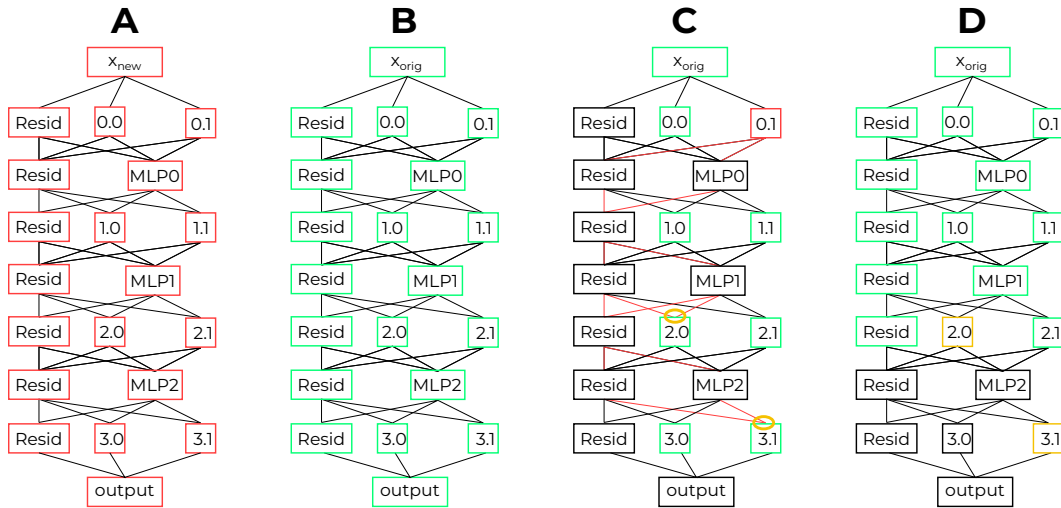 A B C D
x_new x_orig x_orig x_orig
Resid 0.0 0.1 Resid 0.0 0.1 Resid 0.0 0.1 Resid 0.0 0.1
Resid MLP0 Resid MLP0 Resid MLP0 Resid MLP0
Resid 1.0 1.1 Resid 1.0 1.1 Resid 1.0 1.1 Resid 1.0 1.1
Resid MLP1 Resid MLP1 Resid MLP1 Resid MLP1
Resid 2.0 2.1 Resid 2.0 2.1 Resid 2.0 2.1 Resid 2.0 2.1
Resid MLP2 Resid MLP2 Resid MLP2 Resid MLP2
Resid 3.0 3.1 Resid 3.0 3.1 Resid 3.0 3.1 Resid 3.0 3.1
output output output output